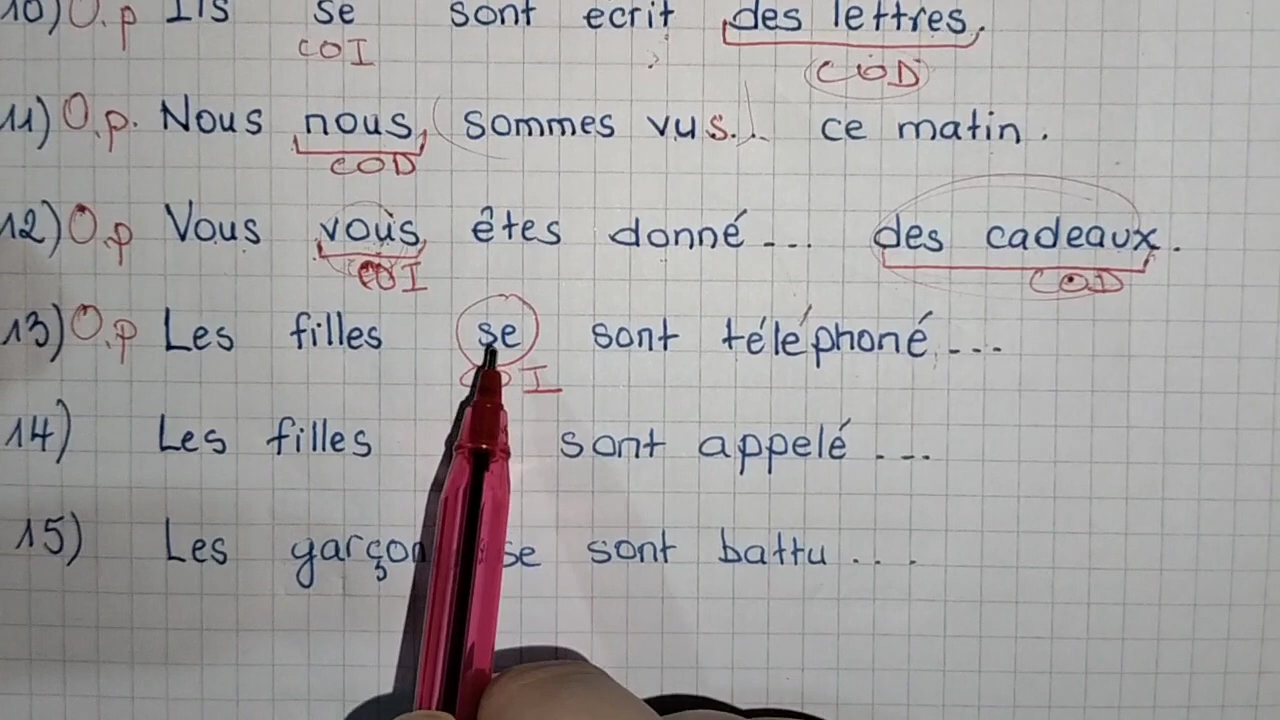 10) O.p Ils se sont écrit des lettres.
COI COD
11) O.p. Nous nous sommes vus. ce matin.
COD
12) O.p Vous vous êtes donné... des cadeaux.
COI COD
13) O.p Les filles se sont téléphoné...
I
14) Les filles sont appelé...
15) Les garçon se sont battu...